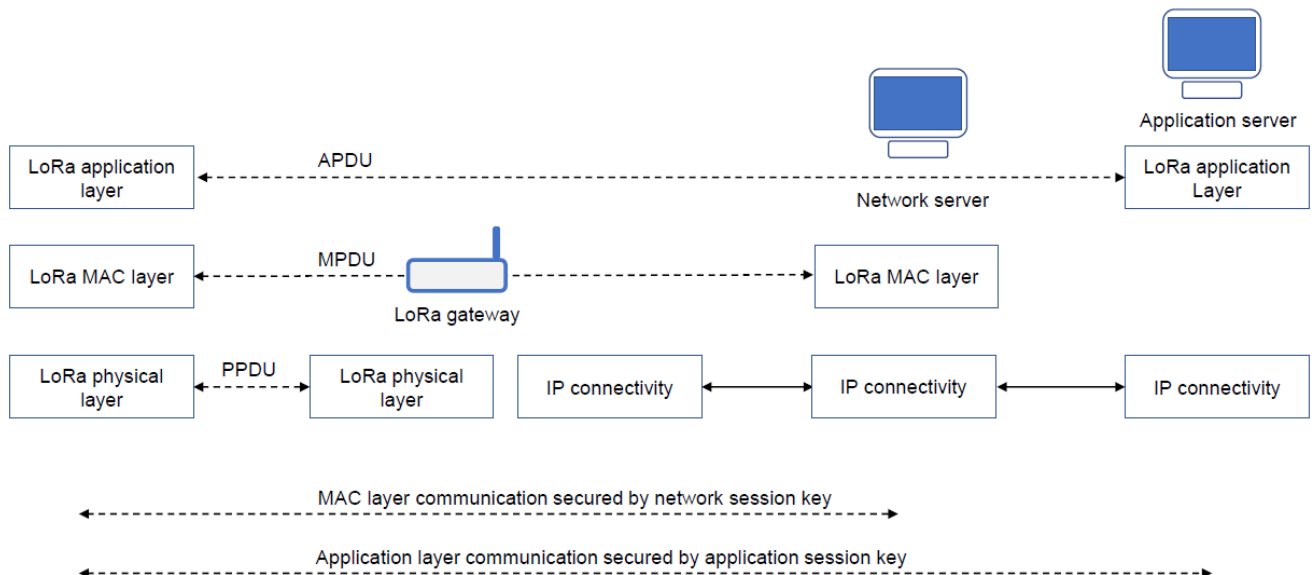 Application server
LoRa application
layer
APDU
LoRa application
Layer
Network server
LoRa MAC layer
MPDU
LoRa MAC layer
LoRa gateway
LoRa physical
layer
PPDU
LoRa physical
layer
IP connectivity
IP connectivity
IP connectivity
MAC layer communication secured by network session key
Application layer communication secured by application session key